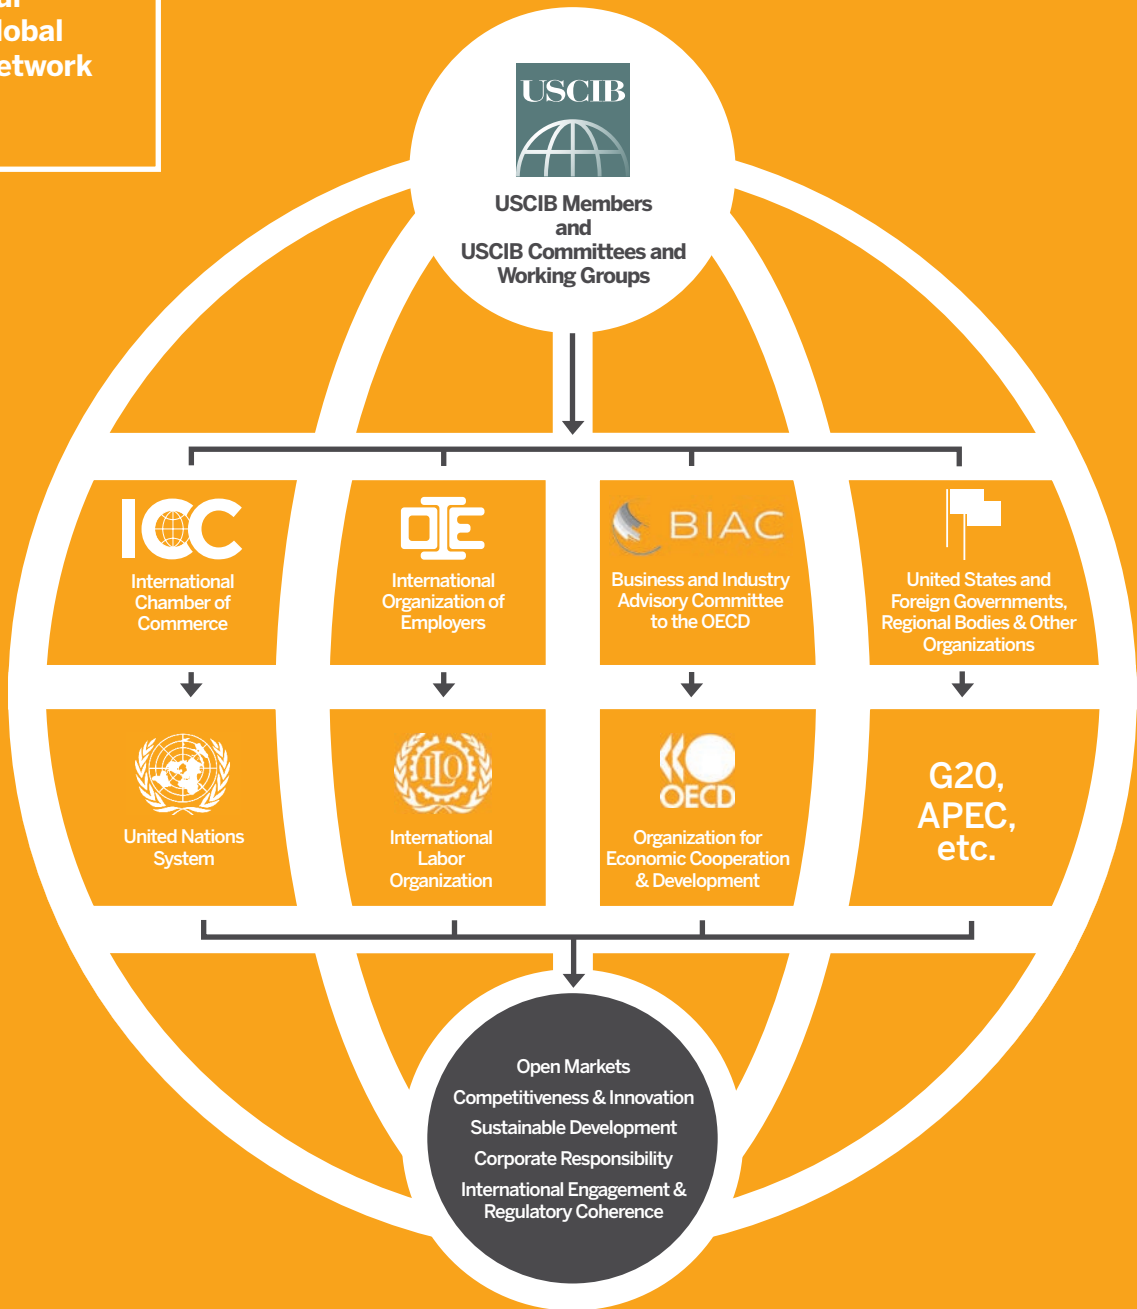 lobal
etwork
USCIB
USCIB Members
and
USCIB Committees and
Working Groups
ICC
International
Chamber of
Commerce
OIE
International
Organization of
Employers
BIAC
Business and Industry
Advisory Committee
to the OECD
United States and
Foreign Governments,
Regional Bodies & Other
Organizations
United Nations
System
ILO
International
Labor
Organization
OECD
Organization for
Economic Cooperation
& Development
G20,
APEC,
etc.
Open Markets
Competitiveness & Innovation
Sustainable Development
Corporate Responsibility
International Engagement &
Regulatory Coherence